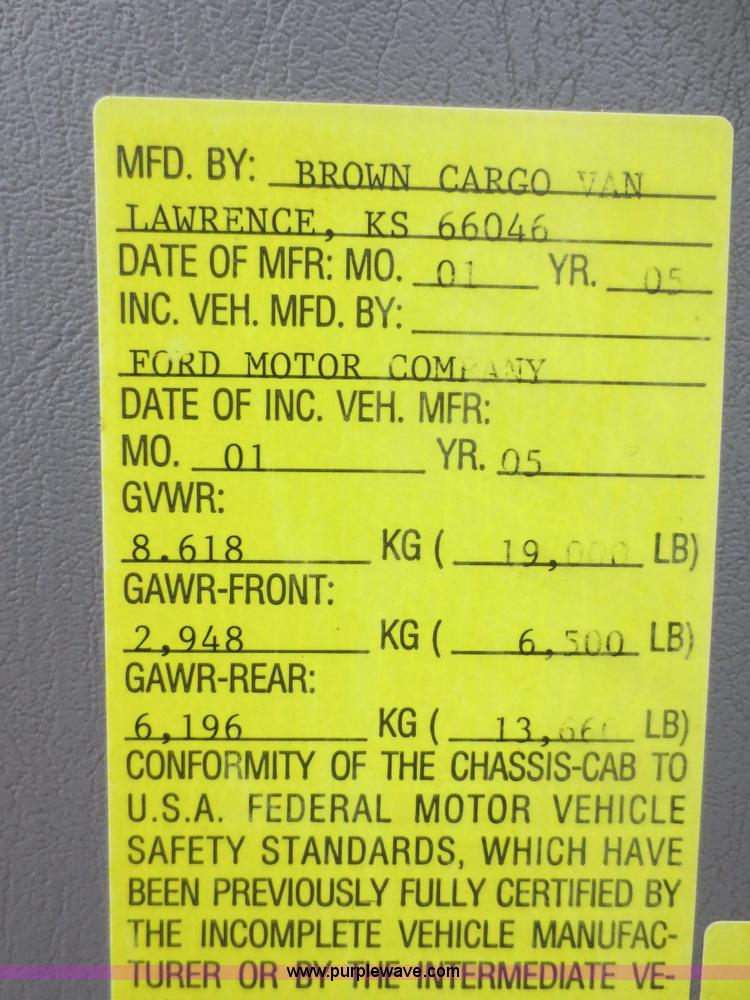 MFD. BY: BROWN CARGO VAN
LAWRENCE, KS 66046
DATE OF MFR: MO. 01 YR. 05
INC. VEH. MFD. BY:
FORD MOTOR COMPANY
DATE OF INC. VEH. MFR:
MO. 01 YR. 05
GVWR:
8.618 KG ( 19,000 LB)
GAWR-FRONT:
2,948 KG ( 6,500 LB)
GAWR-REAR:
6,196 KG ( 13,660 LB)
CONFORMITY OF THE CHASSIS-CAB TO
U.S.A. FEDERAL MOTOR VEHICLE
SAFETY STANDARDS, WHICH HAVE
BEEN PREVIOUSLY FULLY CERTIFIED BY
THE INCOMPLETE VEHICLE MANUFAC-
TURER OR BY THE INTERMEDIATE VE-
www.purplewave.com